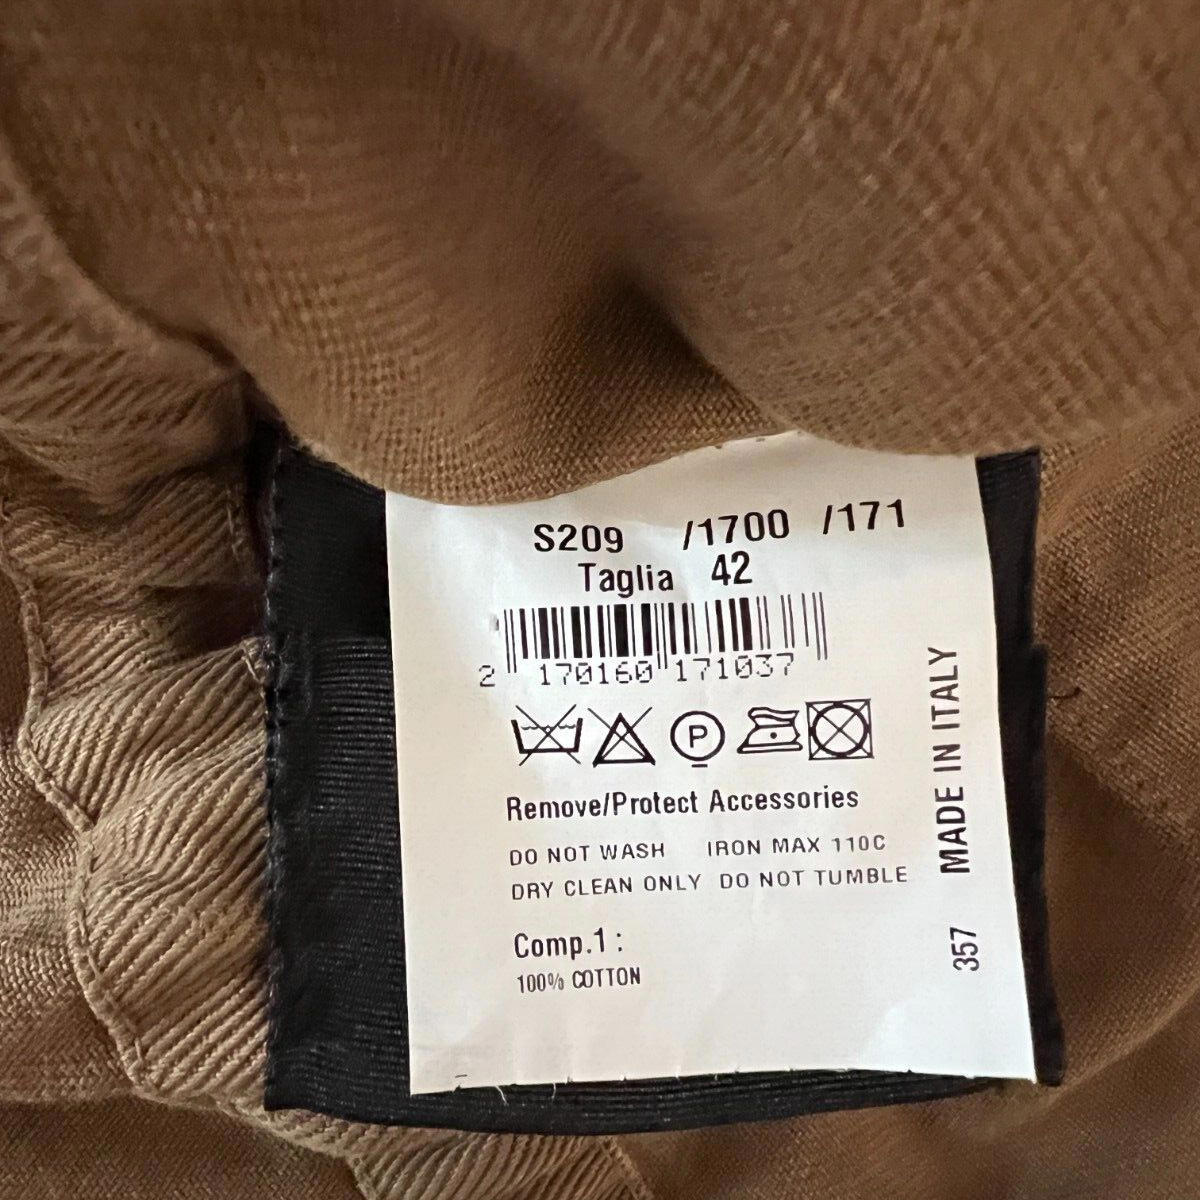 S209 /1700 /171
Taglia 42
2 170160 171037
P
Remove/Protect Accessories
DO NOT WASH IRON MAX 110C
DRY CLEAN ONLY DO NOT TUMBLE
Comp.1:
100% COTTON
MADE IN ITALY
357